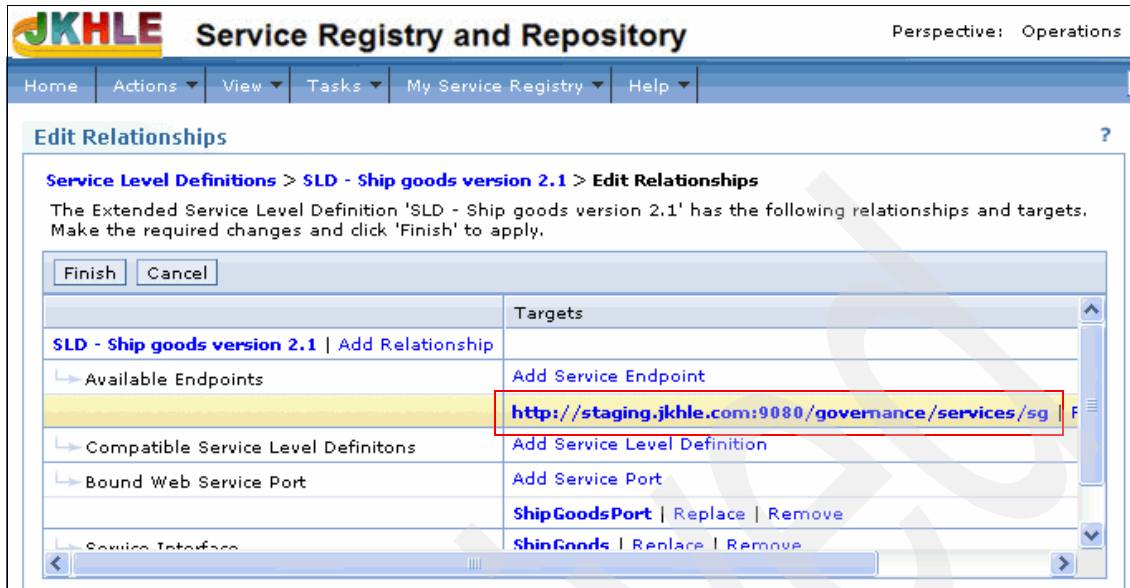 JKHLE Service Registry and Repository Perspective: Operations
Home Actions View Tasks My Service Registry Help
Edit Relationships ?
Service Level Definitions > SLD - Ship goods version 2.1 > Edit Relationships
The Extended Service Level Definition 'SLD - Ship goods version 2.1' has the following relationships and targets.
Make the required changes and click 'Finish' to apply.
Finish Cancel
Targets
SLD - Ship goods version 2.1 | Add Relationship
Available Endpoints Add Service Endpoint
http://staging.jkhle.com:9080/governance/services/sg |
Compatible Service Level Definitons Add Service Level Definition
Bound Web Service Port Add Service Port
ShipGoodsPort | Replace | Remove
Service Interface ShipGoods | Replace | Remove